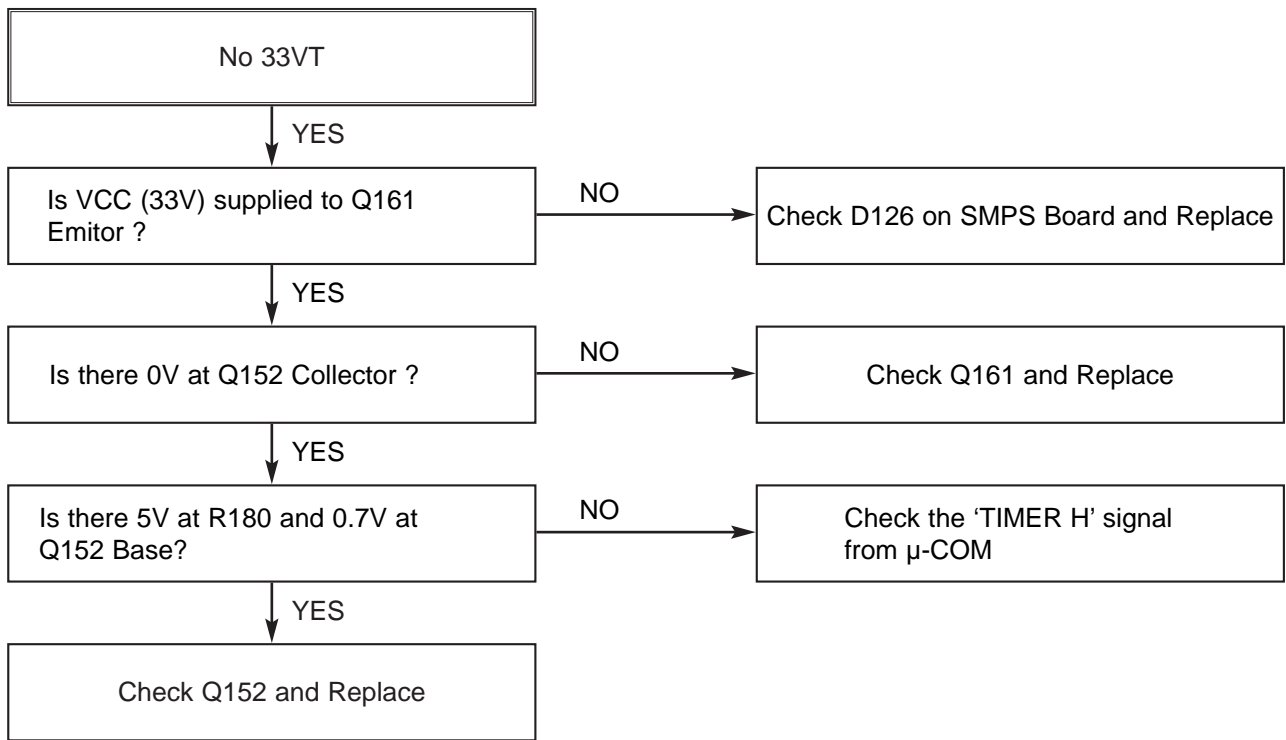 No 33VT
YES
Is VCC (33V) supplied to Q161
Emitor ?
NO
Check D126 on SMPS Board and Replace
YES
Is there 0V at Q152 Collector ?
NO
Check Q161 and Replace
YES
Is there 5V at R180 and 0.7V at
Q152 Base?
NO
Check the ‘TIMER H’ signal
from µ-COM
YES
Check Q152 and Replace